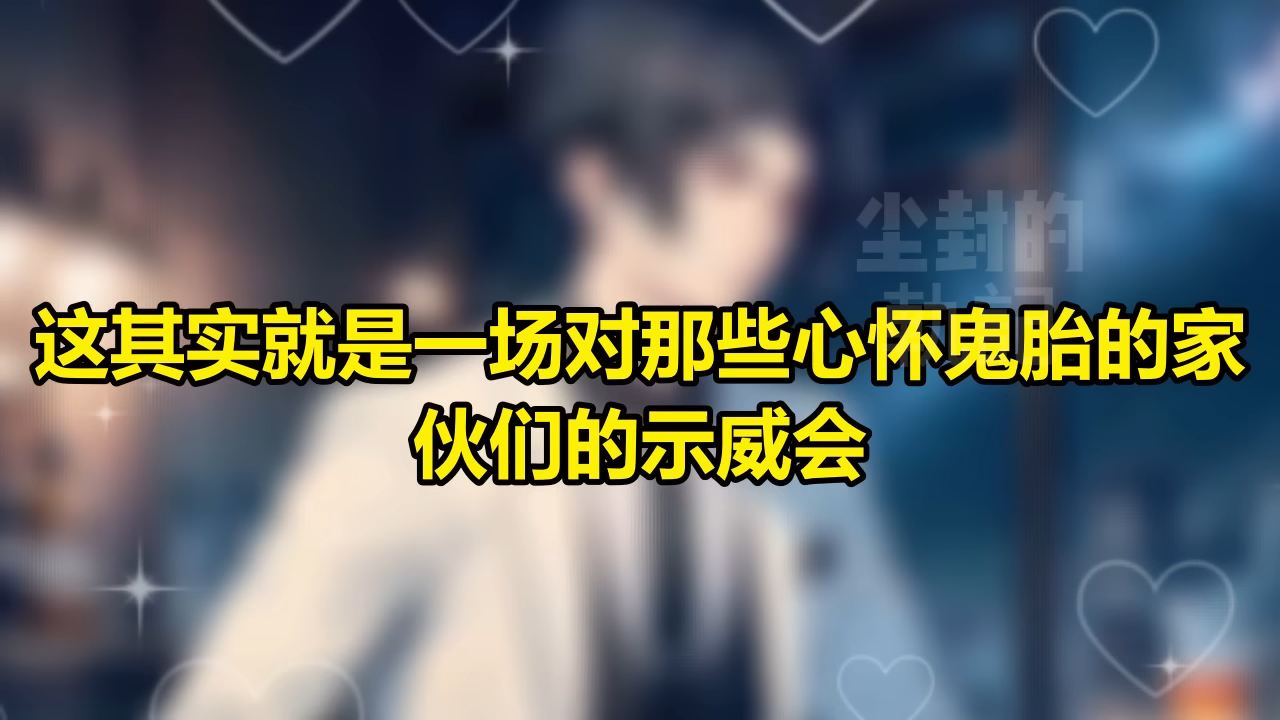 尘封的
这其实就是一场对那些心怀鬼胎的家
伙们的示威会